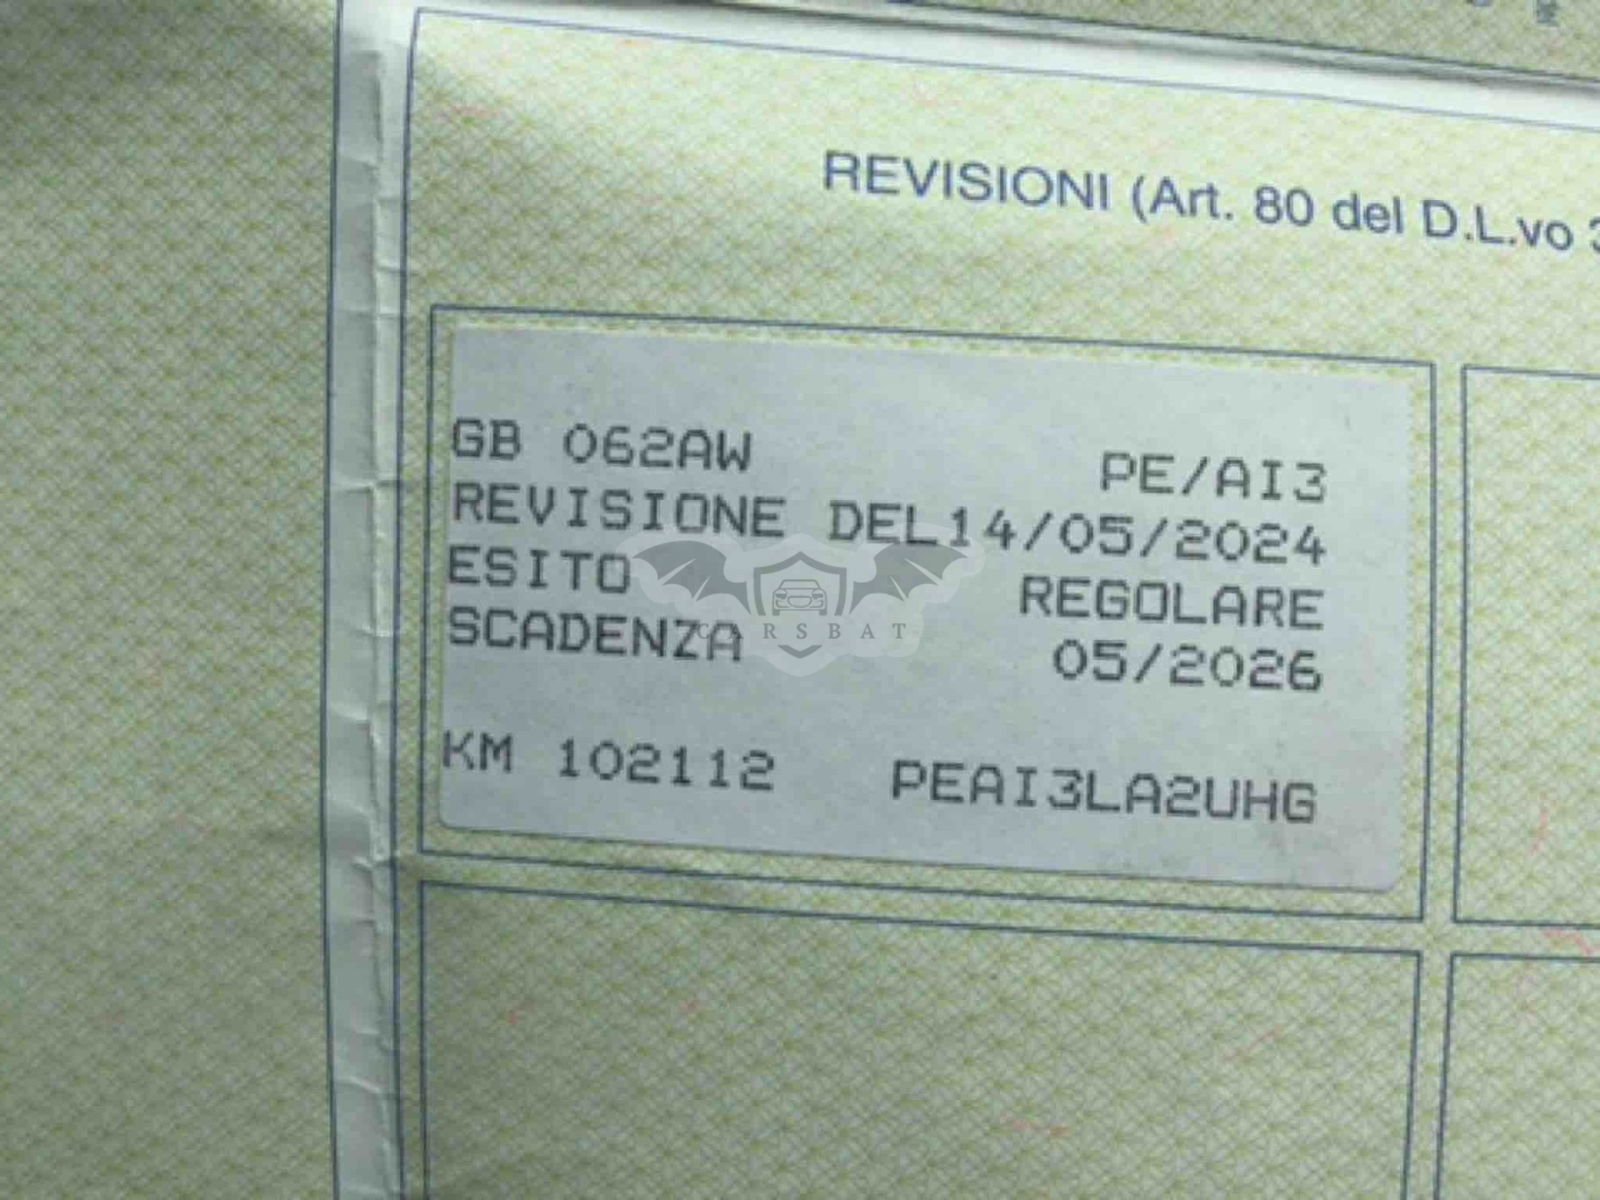 REVISIONI (Art. 80 del D.L.vo
GB 062AW PE/AI3
REVISIONE DEL14/05/2024
ESITO REGOLARE
SCADENZA 05/2026
CARSBAT
KM 102112 PEAI3LA2UHG